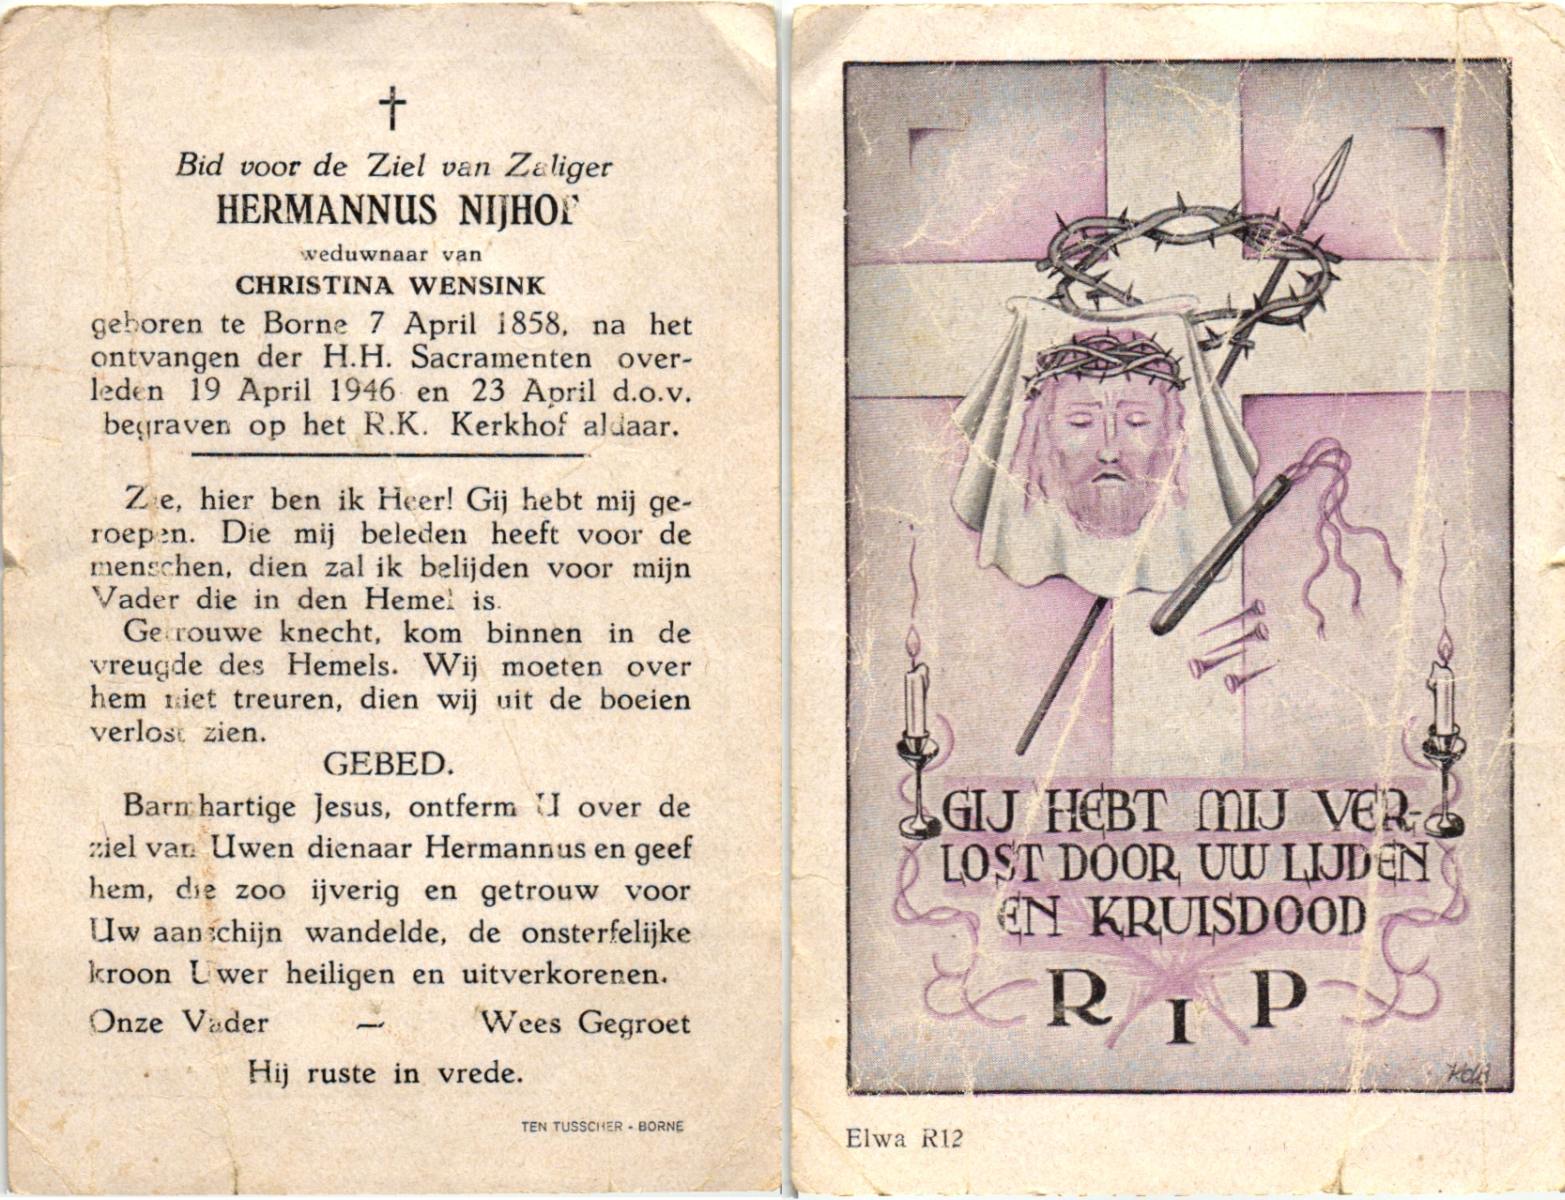 Bid voor de Ziel van Zaliger
HERMANNUS NIJHOF
weduwnaar van
CHRISTINA WENSINK
geboren te Borne 7 April 1858, na het
ontvangen der H.H. Sacramenten over-
leden 19 April 1946 en 23 April d.o.v.
begraven op het R.K. Kerkhof aldaar.
Zie, hier ben ik Heer! Gij hebt mij ge-
roepen. Die mij beleden heeft voor de
menschen, dien zal ik belijden voor mijn
Vader die in den Hemel is.
Getrouwe knecht, kom binnen in de
vreugde des Hemels. Wij moeten over
hem niet treuren, dien wij uit de boeien
verlost zien.
GEBED.
Barmhartige Jesus, ontferm U over de
ziel van Uwen dienaar Hermannus en geef
hem, die zoo ijverig en getrouw voor
Uw aanschijn wandelde, de onsterfelijke
kroon Uwer heiligen en uitverkorenen.
Onze Vader — Wees Gegroet
Hij ruste in vrede.
TEN TUSSCHER - BORNE
GIJ HEBT MIJ VER-
LOST DOOR UW LIJDEN
EN KRUISDOOD
R I P
Elwa R12